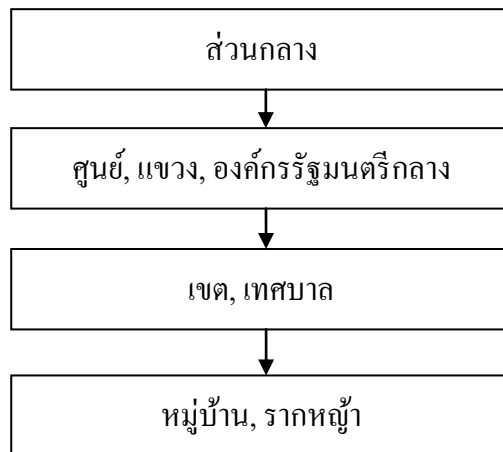 ส่วนกลาง
ศูนย์, แขวง, องค์กรรัฐมนตรีกลาง
เขต, เทศบาล
หมู่บ้าน, รากหญ้า